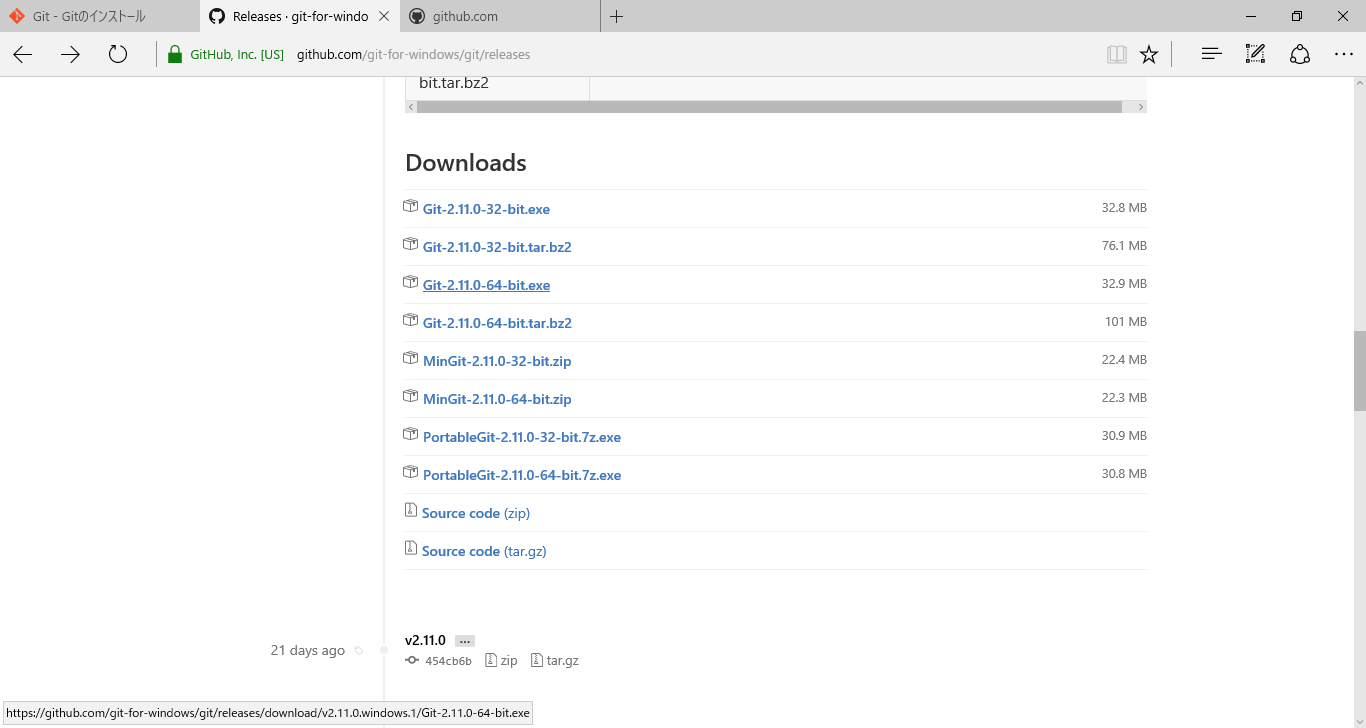 Git - Gitのインストール
Releases · git-for-windo
github.com
GitHub, Inc. [US] github.com/git-for-windows/git/releases
bit.tar.bz2
Downloads
Git-2.11.0-32-bit.exe 32.8 MB
Git-2.11.0-32-bit.tar.bz2 76.1 MB
Git-2.11.0-64-bit.exe 32.9 MB
Git-2.11.0-64-bit.tar.bz2 101 MB
MinGit-2.11.0-32-bit.zip 22.4 MB
MinGit-2.11.0-64-bit.zip 22.3 MB
PortableGit-2.11.0-32-bit.7z.exe 30.9 MB
PortableGit-2.11.0-64-bit.7z.exe 30.8 MB
Source code (zip)
Source code (tar.gz)
v2.11.0 ...
21 days ago
454cb6b zip tar.gz
https://github.com/git-for-windows/git/releases/download/v2.11.0.windows.1/Git-2.11.0-64-bit.exe